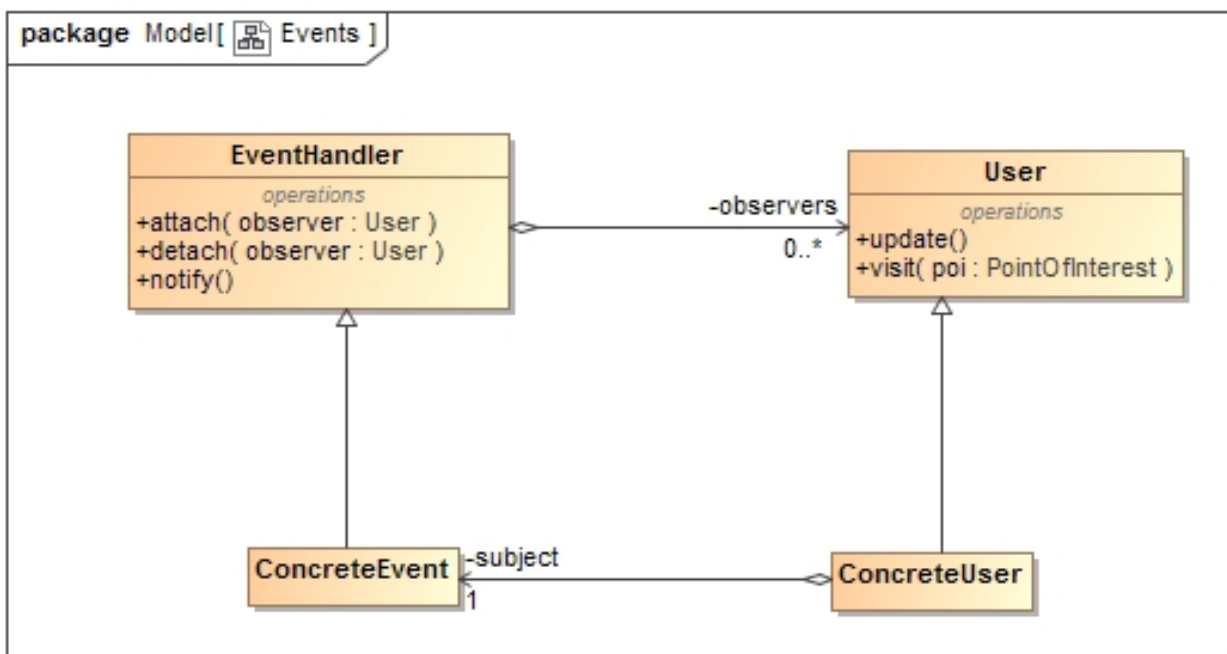 package Model[ Events ]
EventHandler
operations
+attach( observer : User )
+detach( observer : User )
+notify()
-observers
0..*
User
operations
+update()
+visit( poi : PointOfInterest )
ConcreteEvent
-subject
1
ConcreteUser